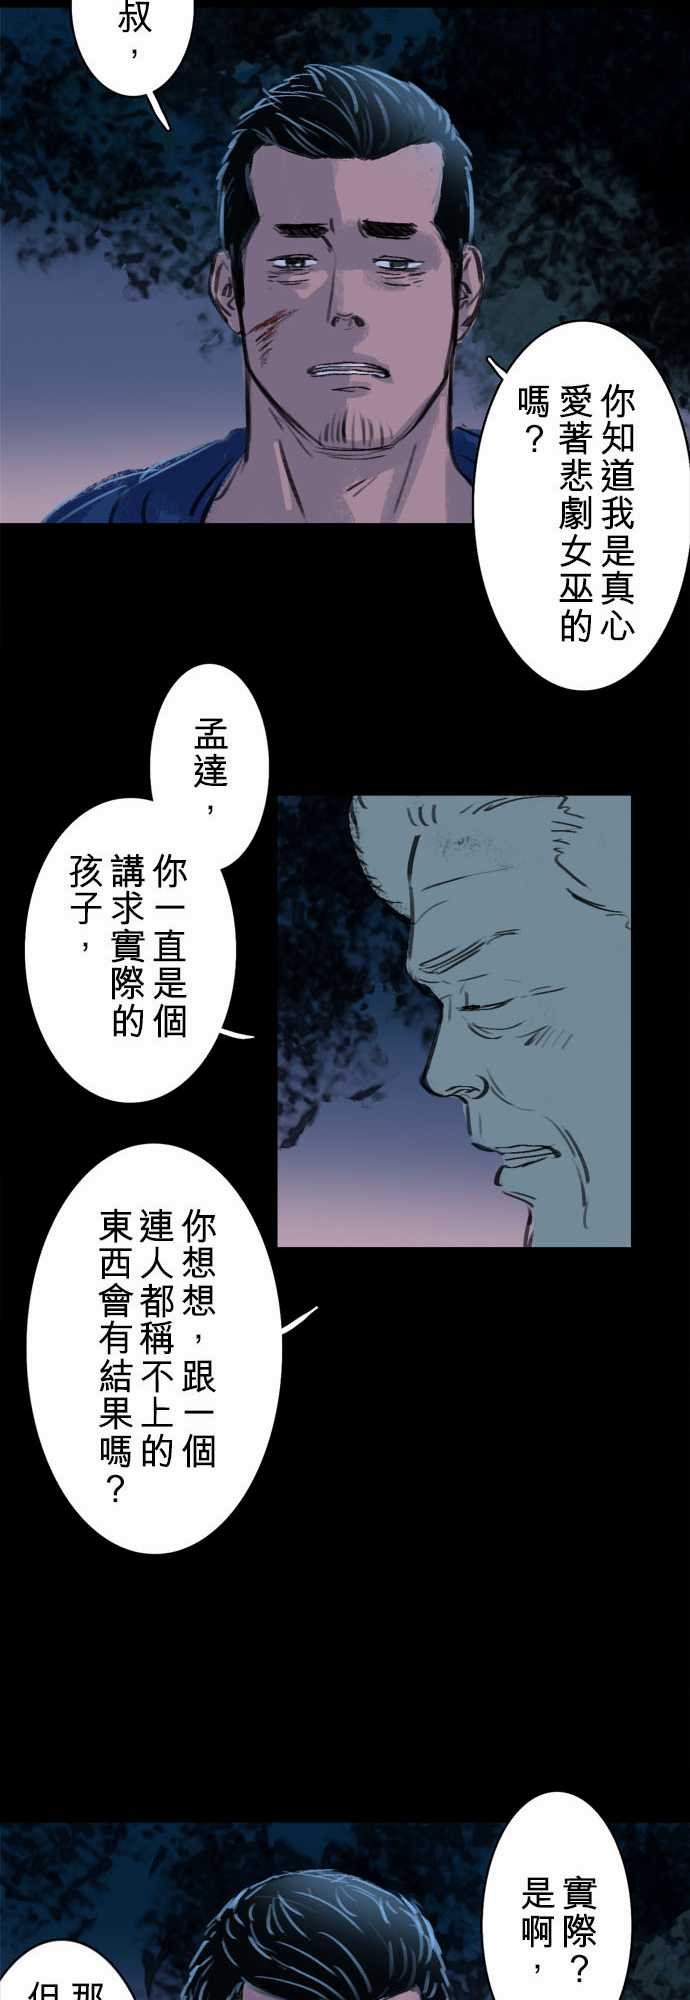 叔，
你知道我是真心
愛著悲劇女巫的
嗎？
孟達，
你一直是個
講求實際的
孩子，
你想想，跟一個
連人都稱不上的
東西會有結果嗎？
實際？
是啊，
那
但